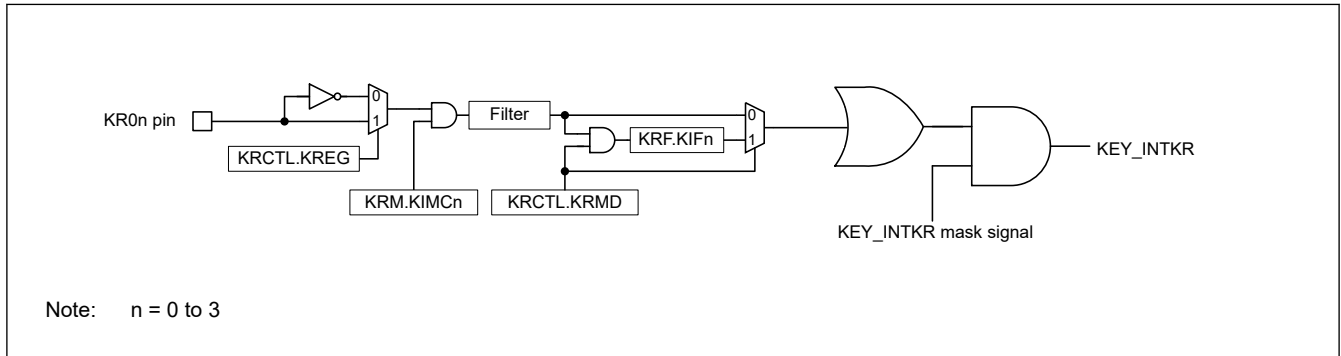 KR0n pin
0
1
KRCTL.KREG
KRM.KIMCn
Filter
KRF.KIFn
KRCTL.KRMD
0
1
KEY_INTKR
KEY_INTKR mask signal
Note: n = 0 to 3